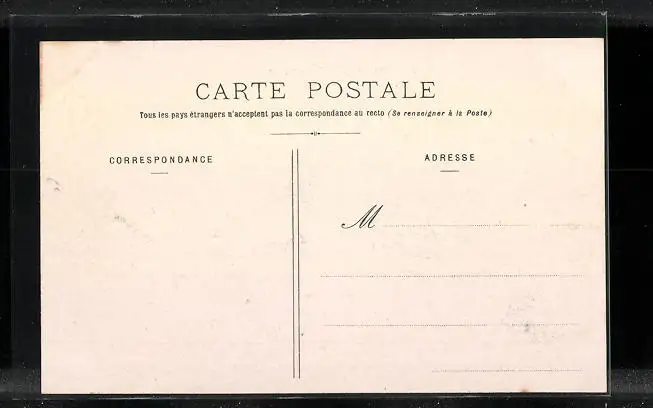 CARTE POSTALE
Tous les pays étrangers n'acceptent pas la correspondance au recto (Se renseigner à la Poste)
CORRESPONDANCE
ADRESSE
M